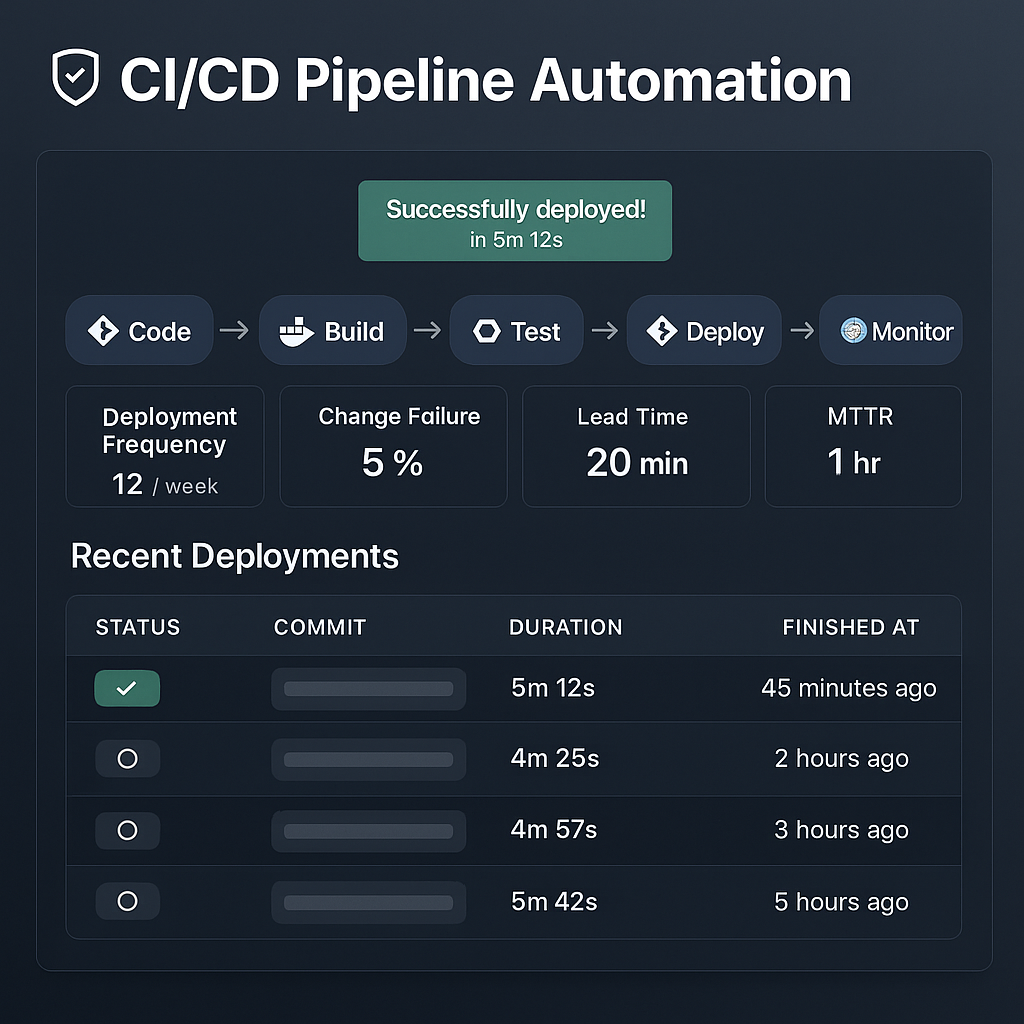 CI/CD Pipeline Automation
Successfully deployed!
in 5m 12s
Code → Build → Test → Deploy → Monitor
Deployment
Frequency
12 / week
Change Failure
5 %
Lead Time
20 min
MTTR
1 hr
Recent Deployments
STATUS COMMIT DURATION FINISHED AT
5m 12s 45 minutes ago
4m 25s 2 hours ago
4m 57s 3 hours ago
5m 42s 5 hours ago